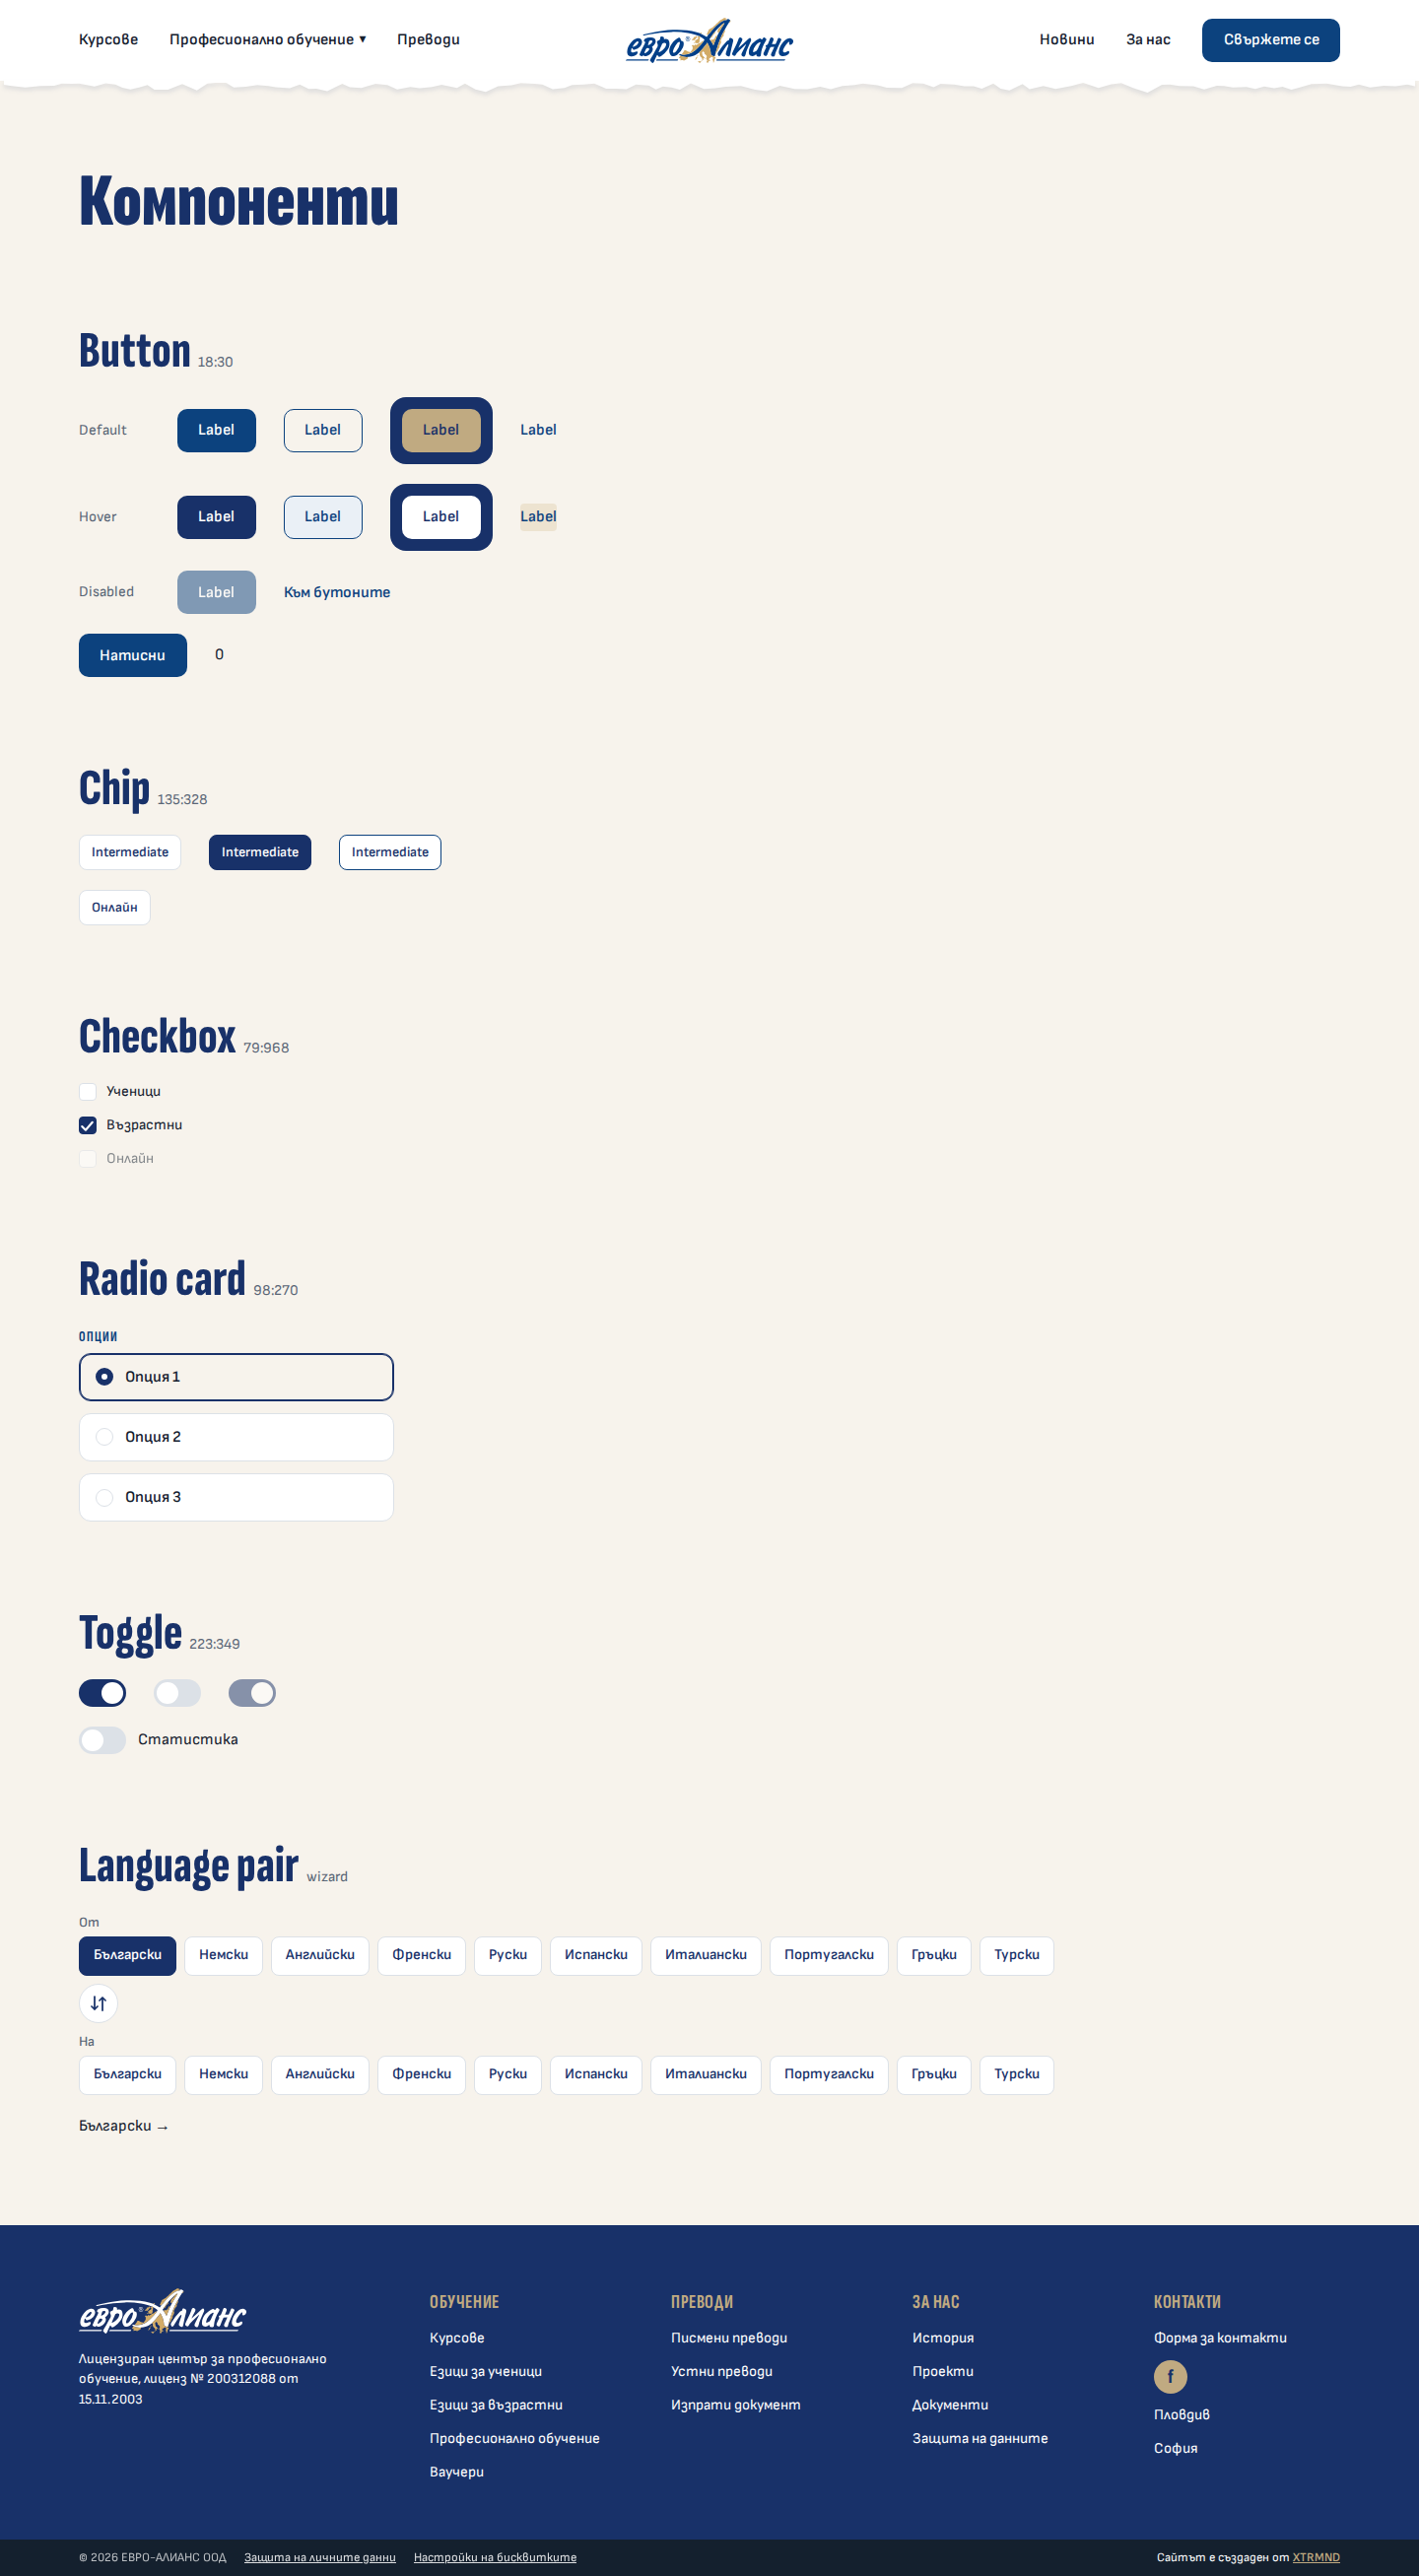 Курсове Професионално обучение ▾ Преводи евроАлианс® Новини За нас Свържете се
Компоненти
Button 18:30
Default Label Label Label Label
Hover Label Label Label Label
Disabled Label Към бутоните
Натисни 0
Chip 135:328
Intermediate Intermediate Intermediate
Онлайн
Checkbox 79:968
Ученици
Възрастни
Онлайн
Radio card 98:270
ОПЦИИ
Опция 1
Опция 2
Опция 3
Toggle 223:349
Статистика
Language pair wizard
От
Български Немски Английски Френски Руски Испански Италиански Португалски Гръцки Турски
На
Български Немски Английски Френски Руски Испански Италиански Португалски Гръцки Турски
Български →
евроАлианс®
Лицензиран център за професионално
обучение, лиценз № 200312088 от
15.11.2003
ОБУЧЕНИЕ
Курсове
Езици за ученици
Езици за възрастни
Професионално обучение
Ваучери
ПРЕВОДИ
Писмени преводи
Устни преводи
Изпрати документ
ЗА НАС
История
Проекти
Документи
Защита на данните
КОНТАКТИ
Форма за контакти
f
Пловдив
София
© 2026 ЕВРО-АЛИАНС ООД Защита на личните данни Настройки на бисквитките Сайтът е създаден от XTRMND